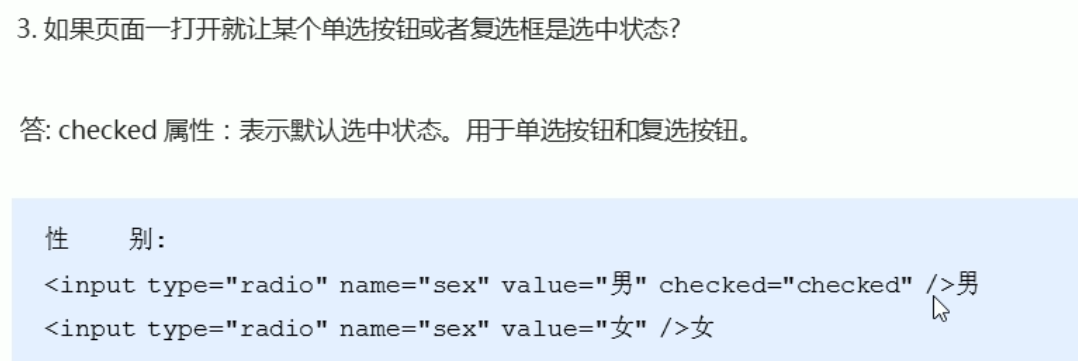 3. 如果页面一打开就让某个单选按钮或者复选框是选中状态?
答: checked 属性：表示默认选中状态。用于单选按钮和复选按钮。
性    别:
<input type="radio" name="sex" value="男" checked="checked" />男
<input type="radio" name="sex" value="女" />女